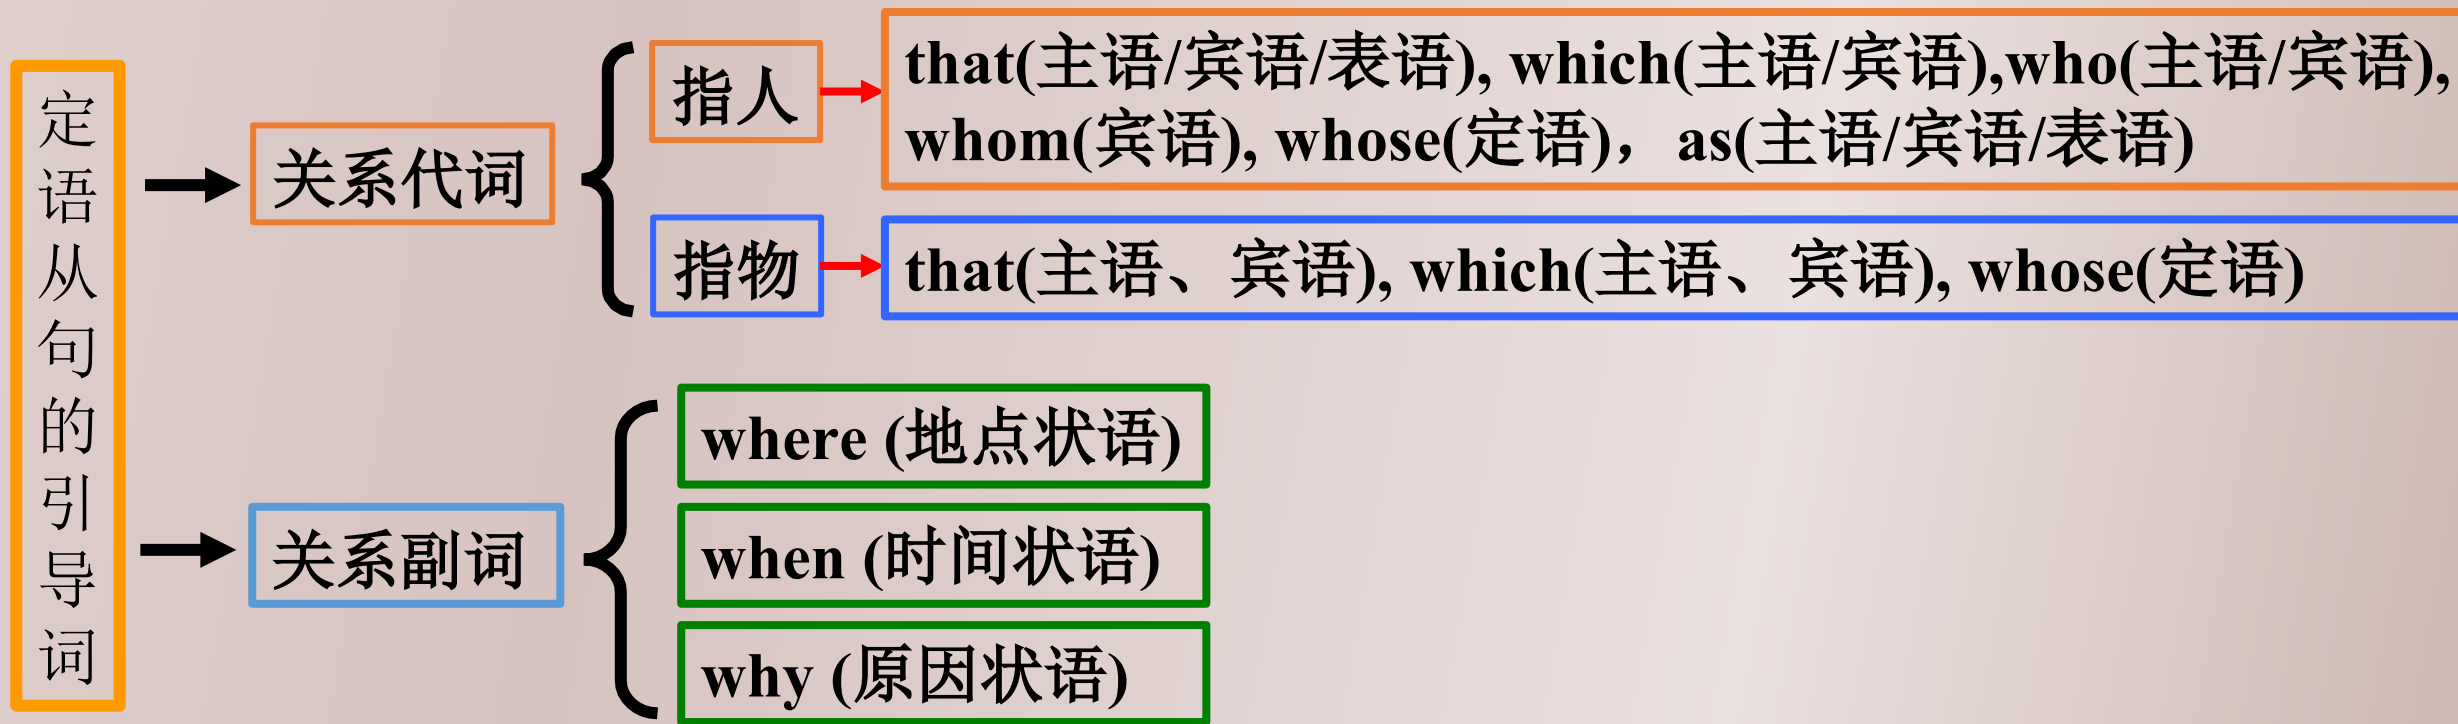 定语从句的引导词
关系代词
指人
that(主语/宾语/表语), which(主语/宾语),who(主语/宾语),
whom(宾语), whose(定语)，as(主语/宾语/表语)
指物
that(主语、宾语), which(主语、宾语), whose(定语)
关系副词
where (地点状语)
when (时间状语)
why (原因状语)